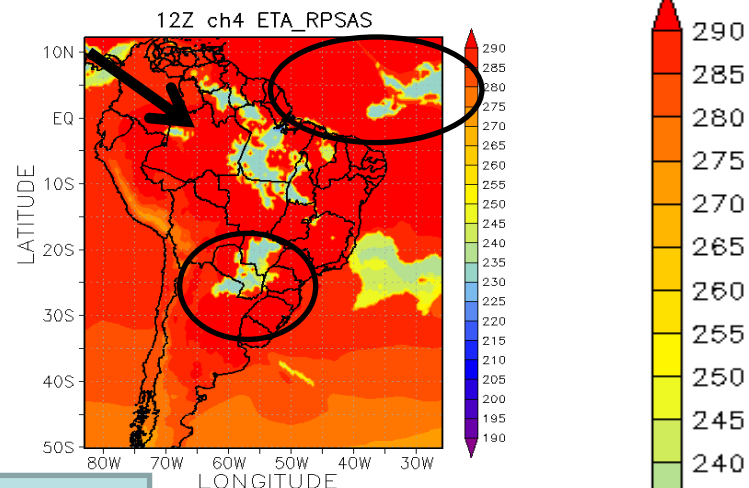 12Z ch4 ETA_RPSAS
LATITUDE
10N
EQ
10S
20S
30S
40S
50S
80W 70W 60W 50W 40W 30W
LONGITUDE
290
285
280
275
270
265
260
255
250
245
240
235
230
225
220
215
210
205
200
195
190
290
285
280
275
270
265
260
255
250
245
240